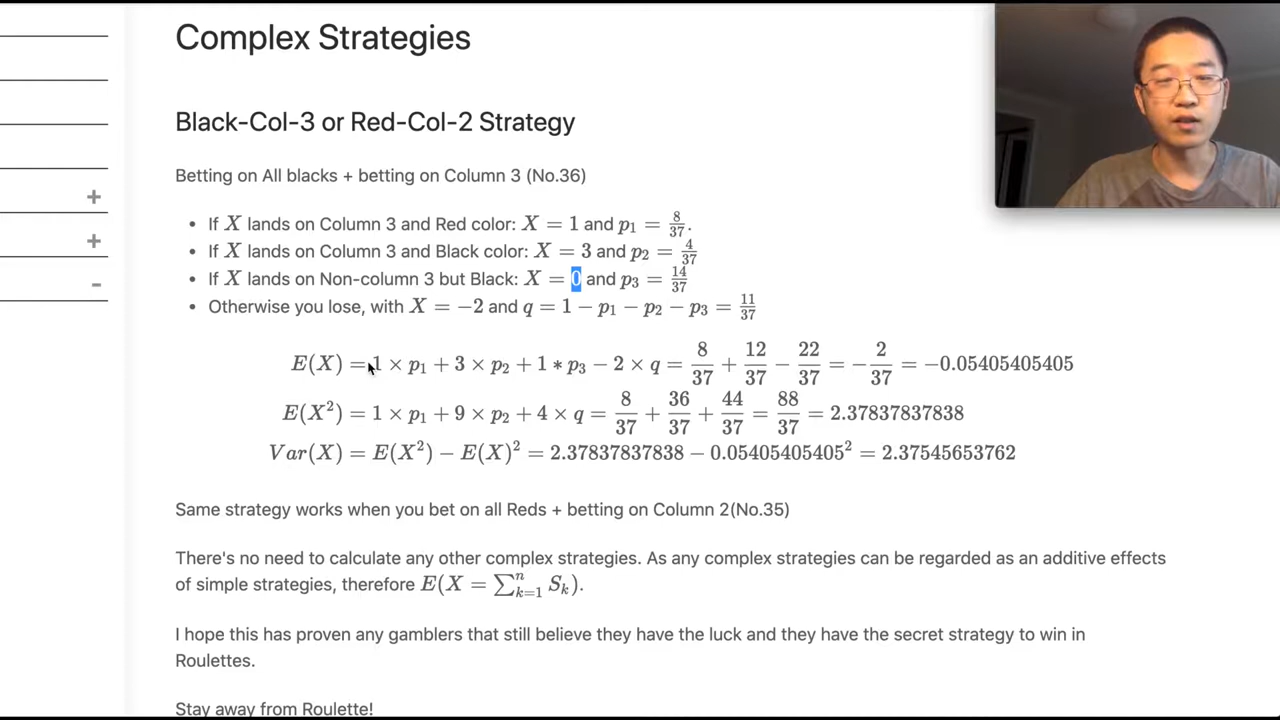 Complex Strategies
Black-Col-3 or Red-Col-2 Strategy
Betting on All blacks + betting on Column 3 (No.36)
+
• If X lands on Column 3 and Red color: X = 1 and p₁ = 8/37.
+
• If X lands on Column 3 and Black color: X = 3 and p₂ = 4/37
• If X lands on Non-column 3 but Black: X = 0 and p₃ = 14/37
-
• Otherwise you lose, with X = −2 and q = 1 − p₁ − p₂ − p₃ = 11/37
E(X) = 1 × p₁ + 3 × p₂ + 1 * p₃ − 2 × q = 8/37 + 12/37 − 22/37 = −2/37 = −0.05405405405
E(X²) = 1 × p₁ + 9 × p₂ + 4 × q = 8/37 + 36/37 + 44/37 = 88/37 = 2.37837837838
Var(X) = E(X²) − E(X)² = 2.37837837838 − 0.05405405405² = 2.37545653762
Same strategy works when you bet on all Reds + betting on Column 2(No.35)
There's no need to calculate any other complex strategies. As any complex strategies can be regarded as an additive effects
of simple strategies, therefore E(X = ∑ⁿₖ₌₁ Sₖ).
I hope this has proven any gamblers that still believe they have the luck and they have the secret strategy to win in
Roulettes.
Stay away from Roulette!